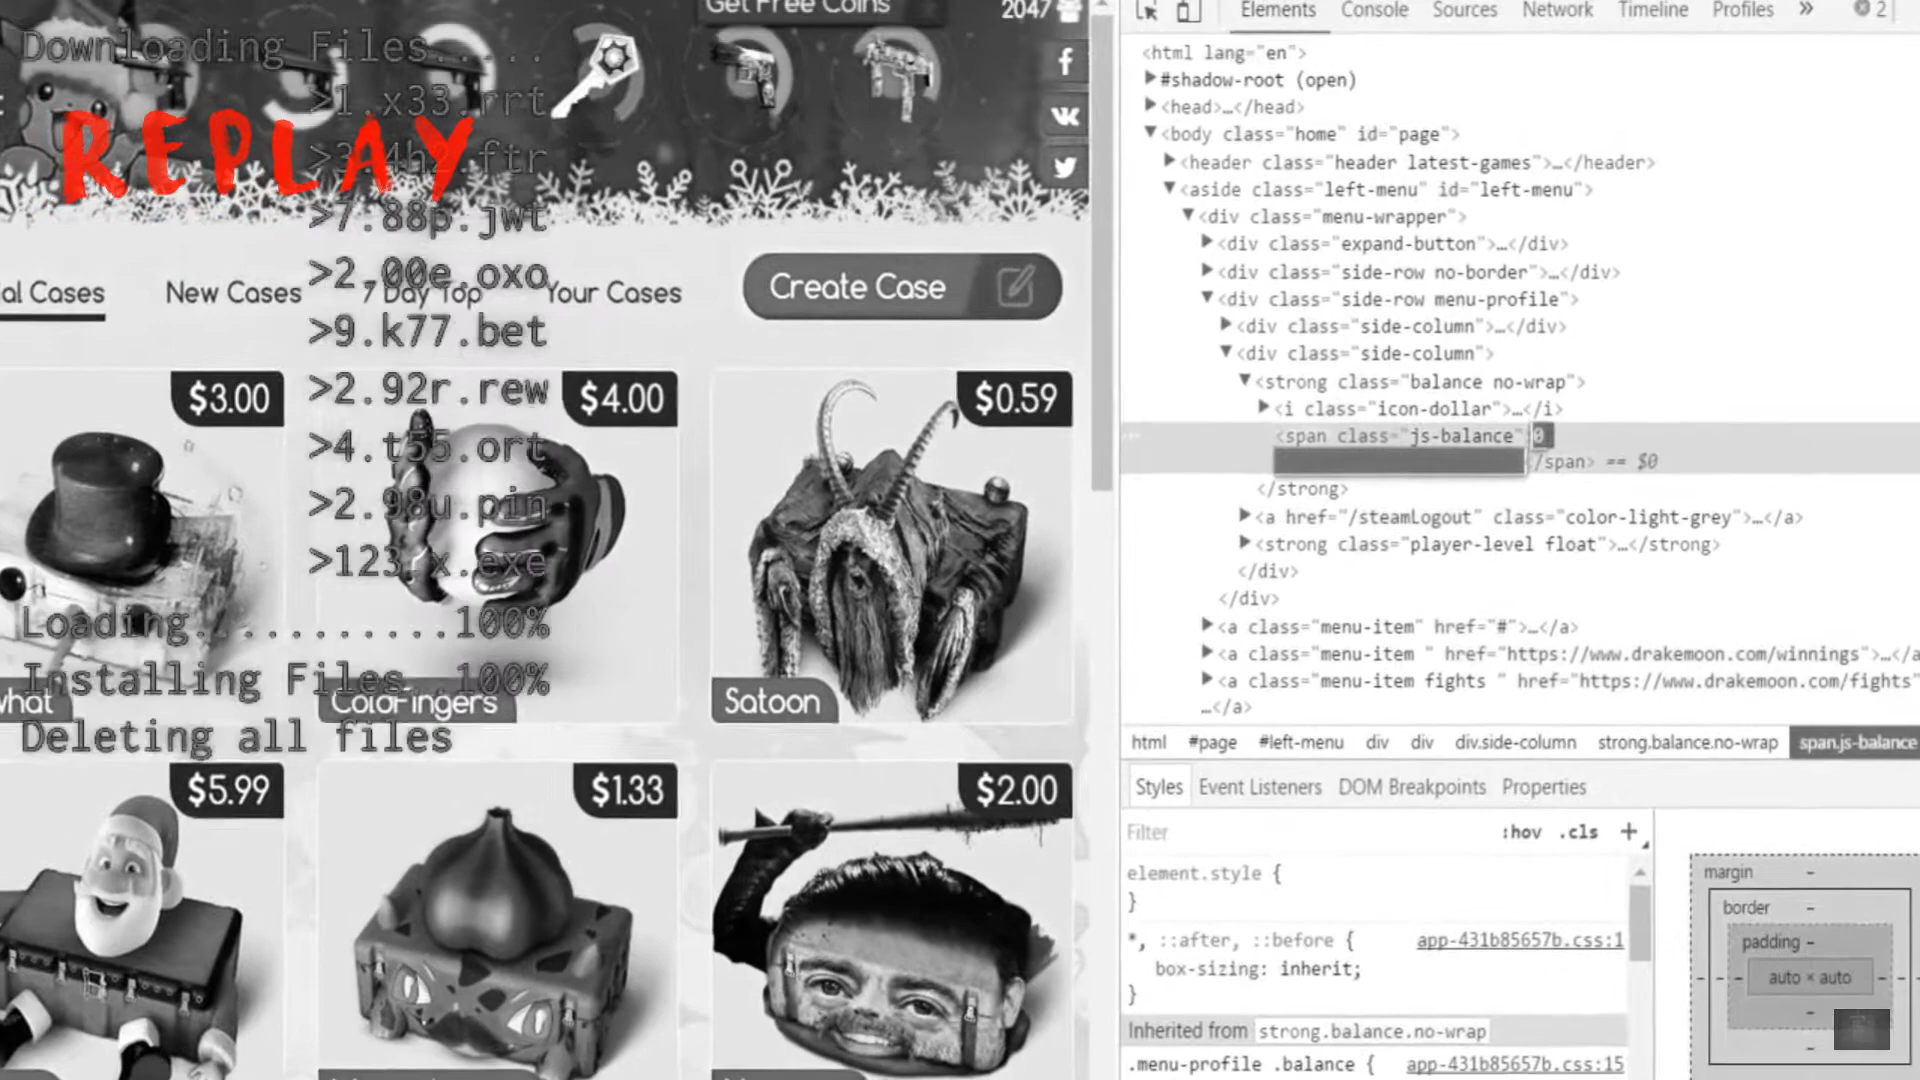 Get Free Coins
2047
Downloading Files.....
>1.x33.rrt
REPLAY
>3.4h2.ftr
>7.88p.jwt
>2.00e.oxo
>9.k77.bet
>2.92r.rew
>4.t55.ort
>2.98u.pin
>123.x.exe
Loading............100%
Installing Files...100%
Deleting all files
ial Cases
New Cases
7 Day Top
Your Cases
Create Case
$3.00
$4.00
$0.59
what
ColoFingers
Satoon
$5.99
$1.33
$2.00
Elements Console Sources Network Timeline Profiles » 2
<html lang="en">
#shadow-root (open)
<head>…</head>
<body class="home" id="page">
<header class="header latest-games">…</header>
<aside class="left-menu" id="left-menu">
<div class="menu-wrapper">
<div class="expand-button">…</div>
<div class="side-row no-border">…</div>
<div class="side-row menu-profile">
<div class="side-column">…</div>
<div class="side-column">
<strong class="balance no-wrap">
<i class="icon-dollar">…</i>
<span class="js-balance" 0
/span> == $0
</strong>
<a href="/steamLogout" class="color-light-grey">…</a>
<strong class="player-level float">…</strong>
</div>
</div>
<a class="menu-item" href="#">…</a>
<a class="menu-item " href="https://www.drakemoon.com/winnings">…</a
<a class="menu-item fights " href="https://www.drakemoon.com/fights"
…</a>
html #page #left-menu div div div.side-column strong.balance.no-wrap span.js-balance
Styles Event Listeners DOM Breakpoints Properties
Filter :hov .cls +
element.style {
}
*, ::after, ::before { app-431b85657b.css:1
box-sizing: inherit;
}
Inherited from strong.balance.no-wrap
.menu-profile .balance { app-431b85657b.css:15
margin -
border -
padding -
- - auto × auto - -
-
-